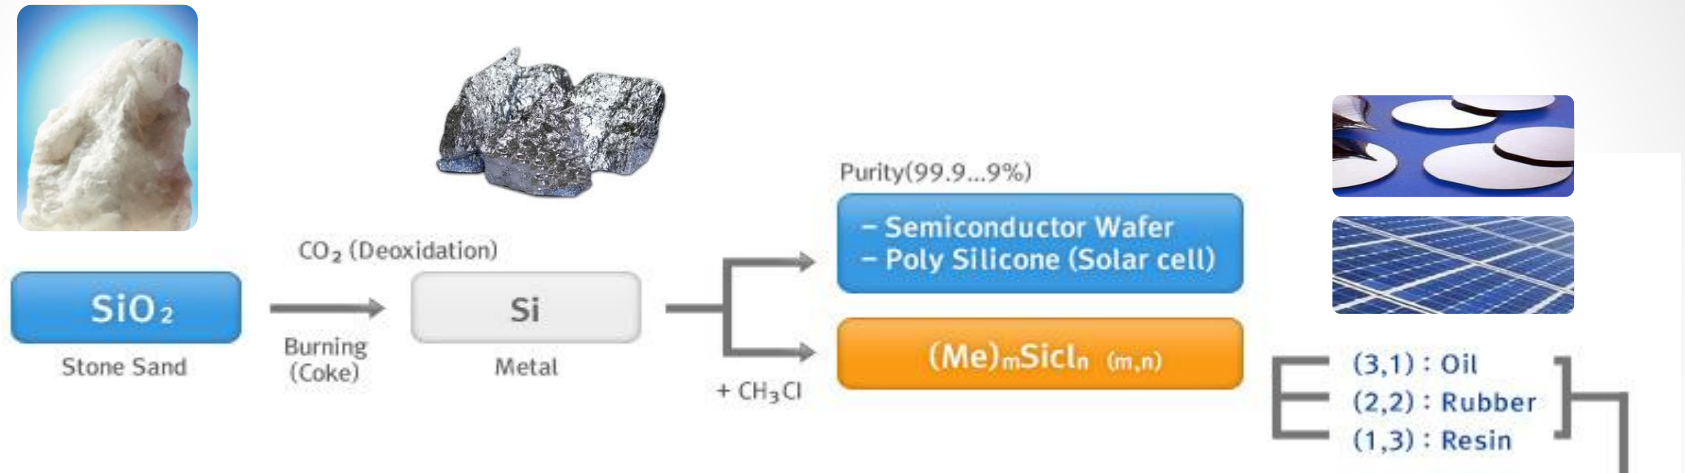 Purity(99.9...9%)
– Semiconductor Wafer
– Poly Silicone (Solar cell)
CO₂ (Deoxidation)
SiO₂
Burning
(Coke)
Stone Sand
Si
Metal
(Me)ₘSiclₙ (m,n)
+ CH₃Cl
(3,1) : Oil
(2,2) : Rubber
(1,3) : Resin